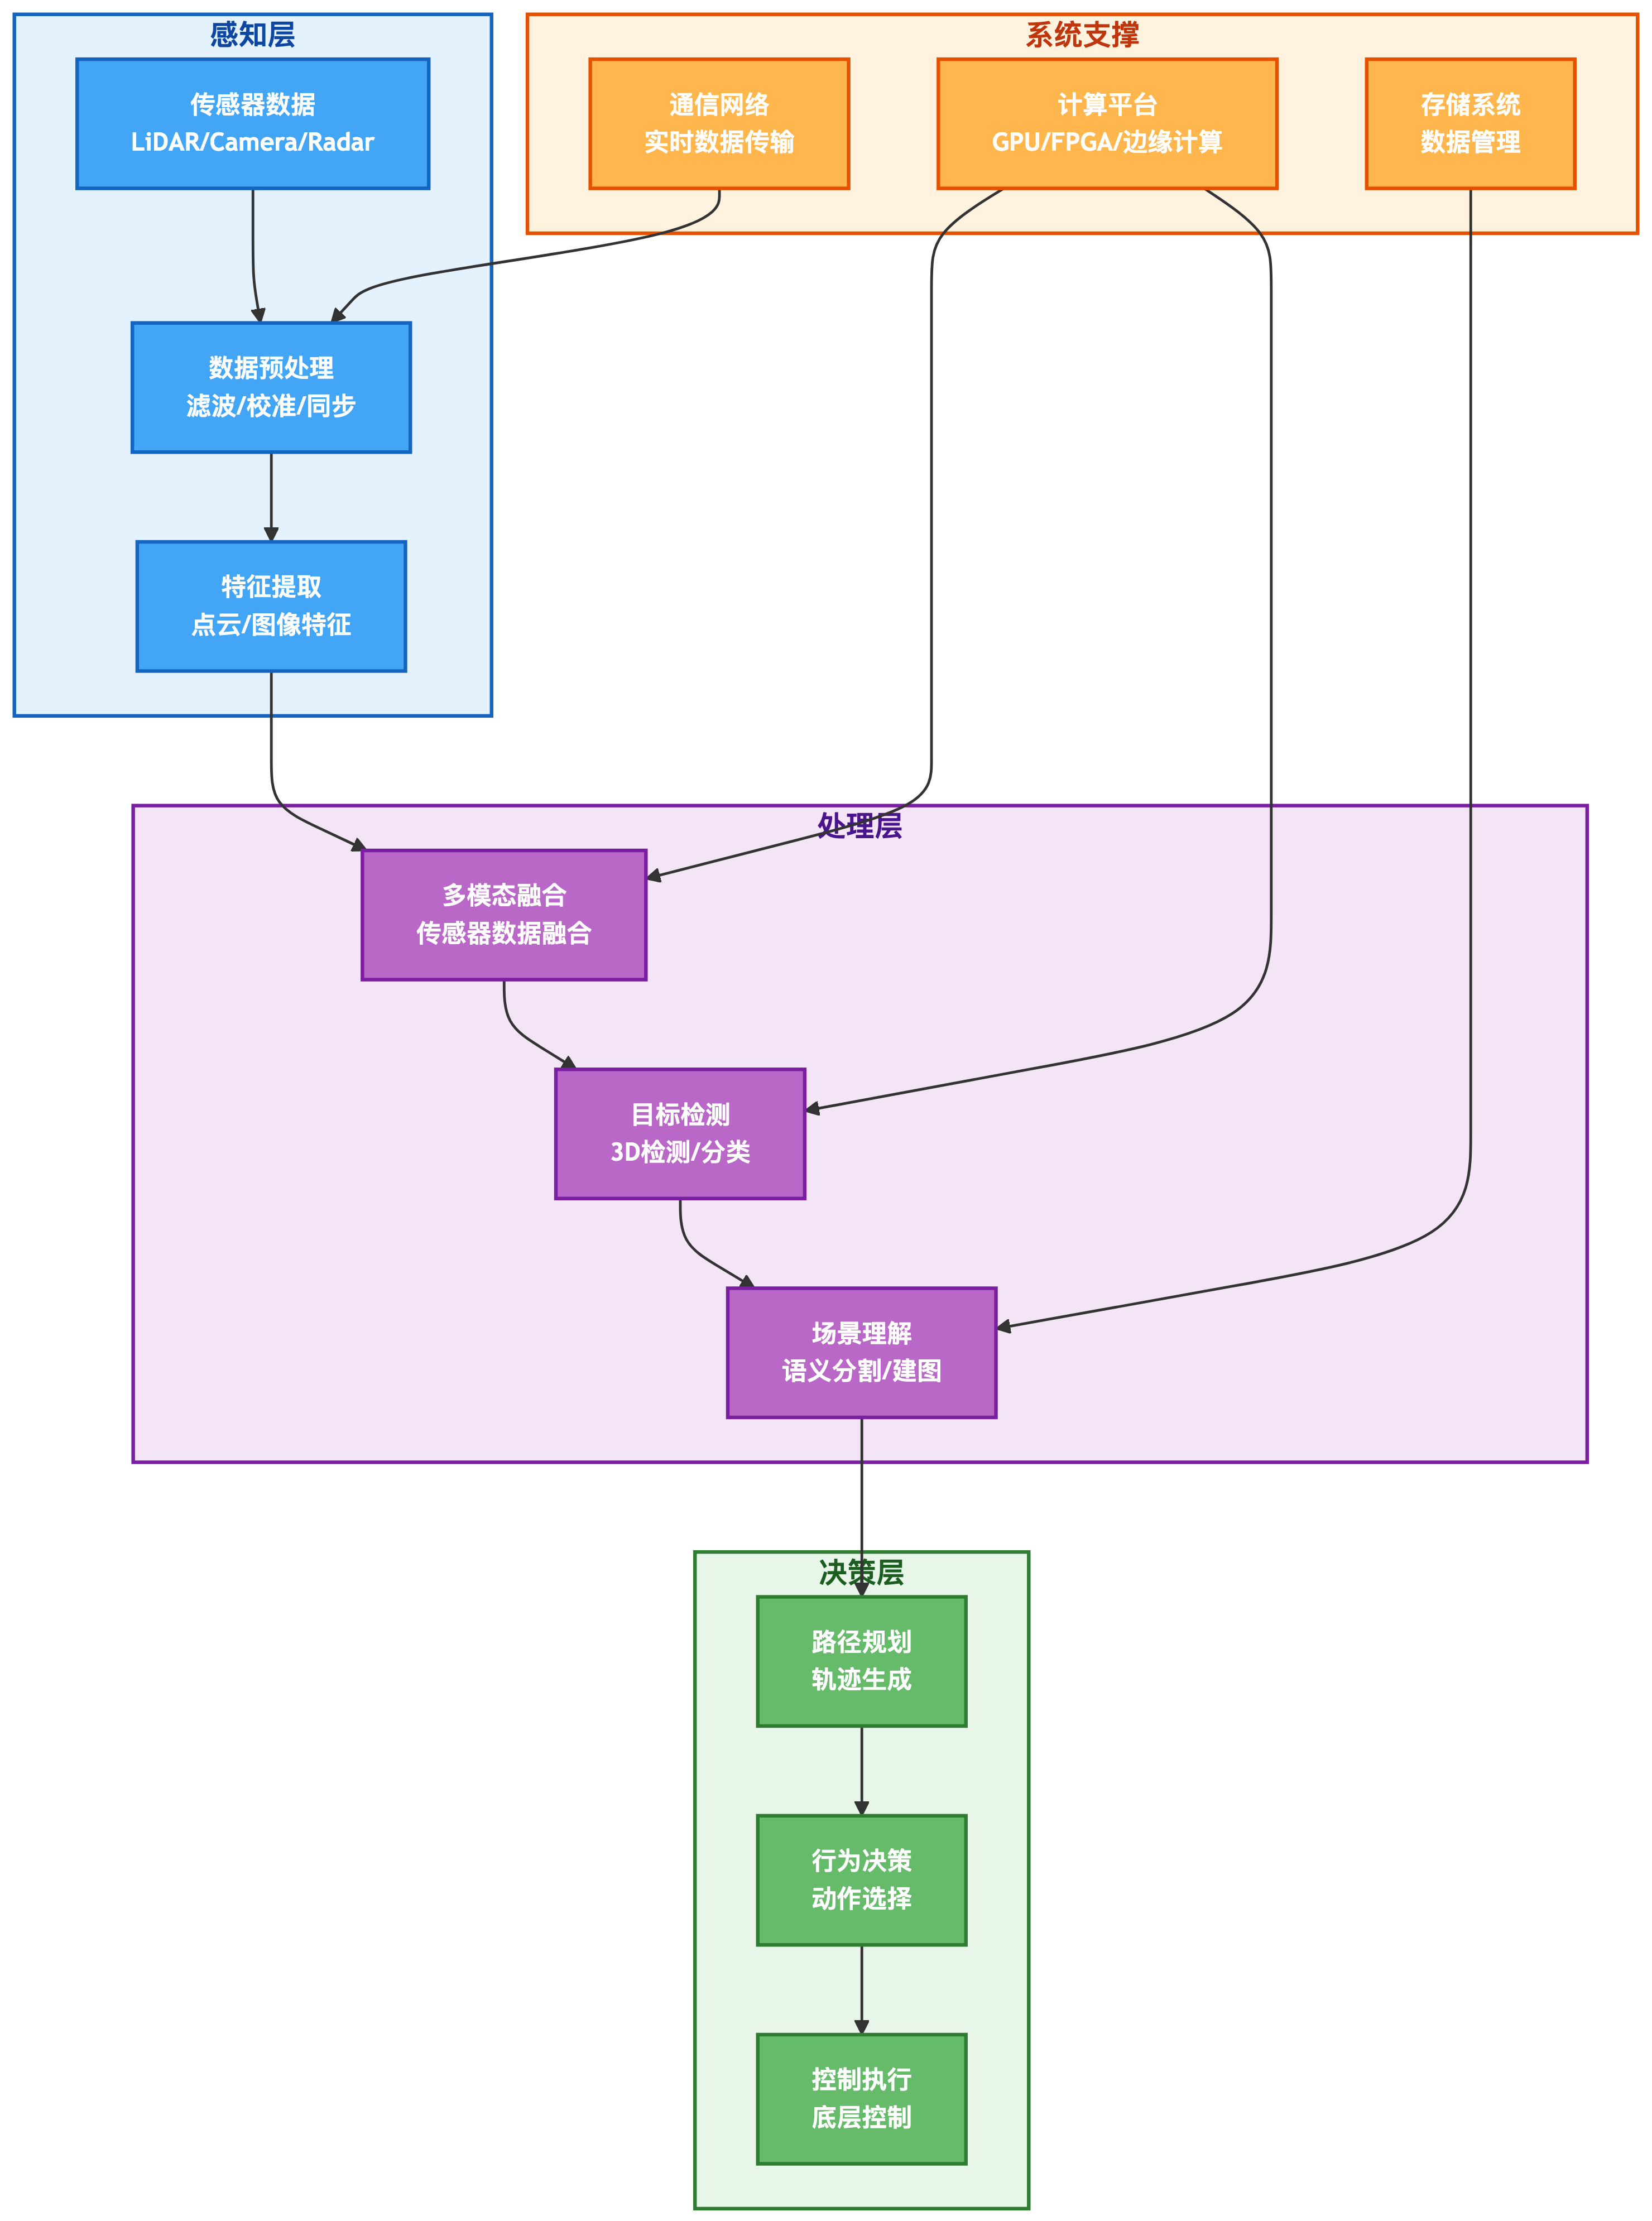 感知层
传感器数据
LiDAR/Camera/Radar
数据预处理
滤波/校准/同步
特征提取
点云/图像特征
系统支撑
通信网络
实时数据传输
计算平台
GPU/FPGA/边缘计算
存储系统
数据管理
处理层
多模态融合
传感器数据融合
目标检测
3D检测/分类
场景理解
语义分割/建图
决策层
路径规划
轨迹生成
行为决策
动作选择
控制执行
底层控制